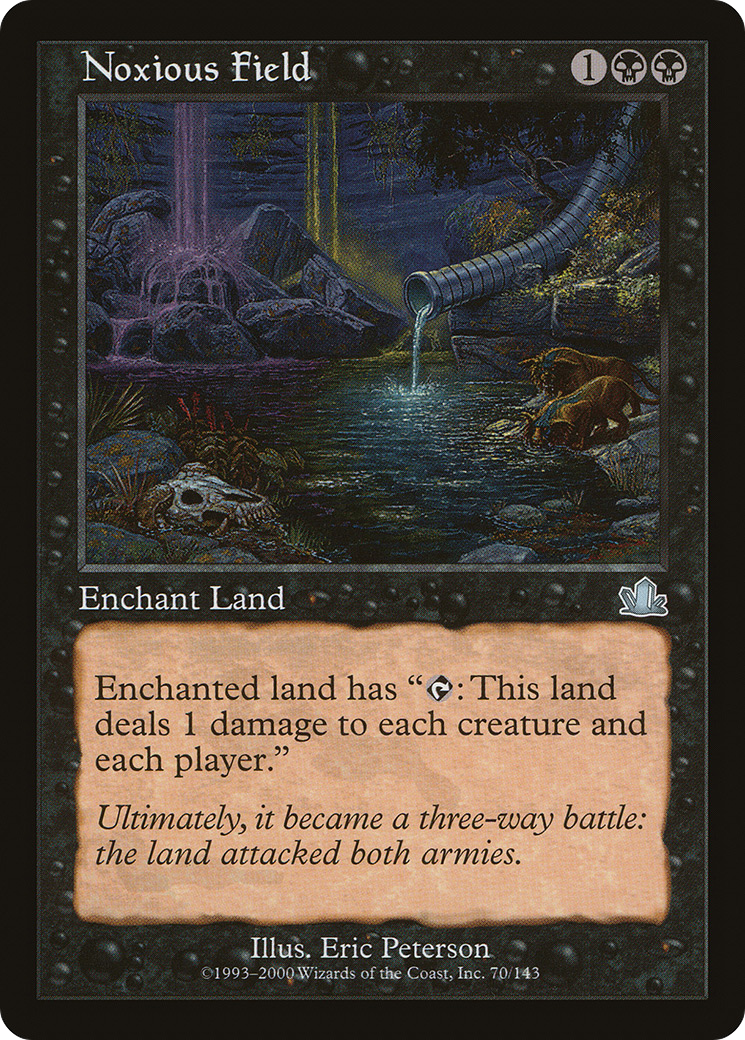 Noxious Field 1
Enchant Land
Enchanted land has “: This land
deals 1 damage to each creature and
each player.”
Ultimately, it became a three-way battle:
the land attacked both armies.
Illus. Eric Peterson
©1993–2000 Wizards of the Coast, Inc. 70/143